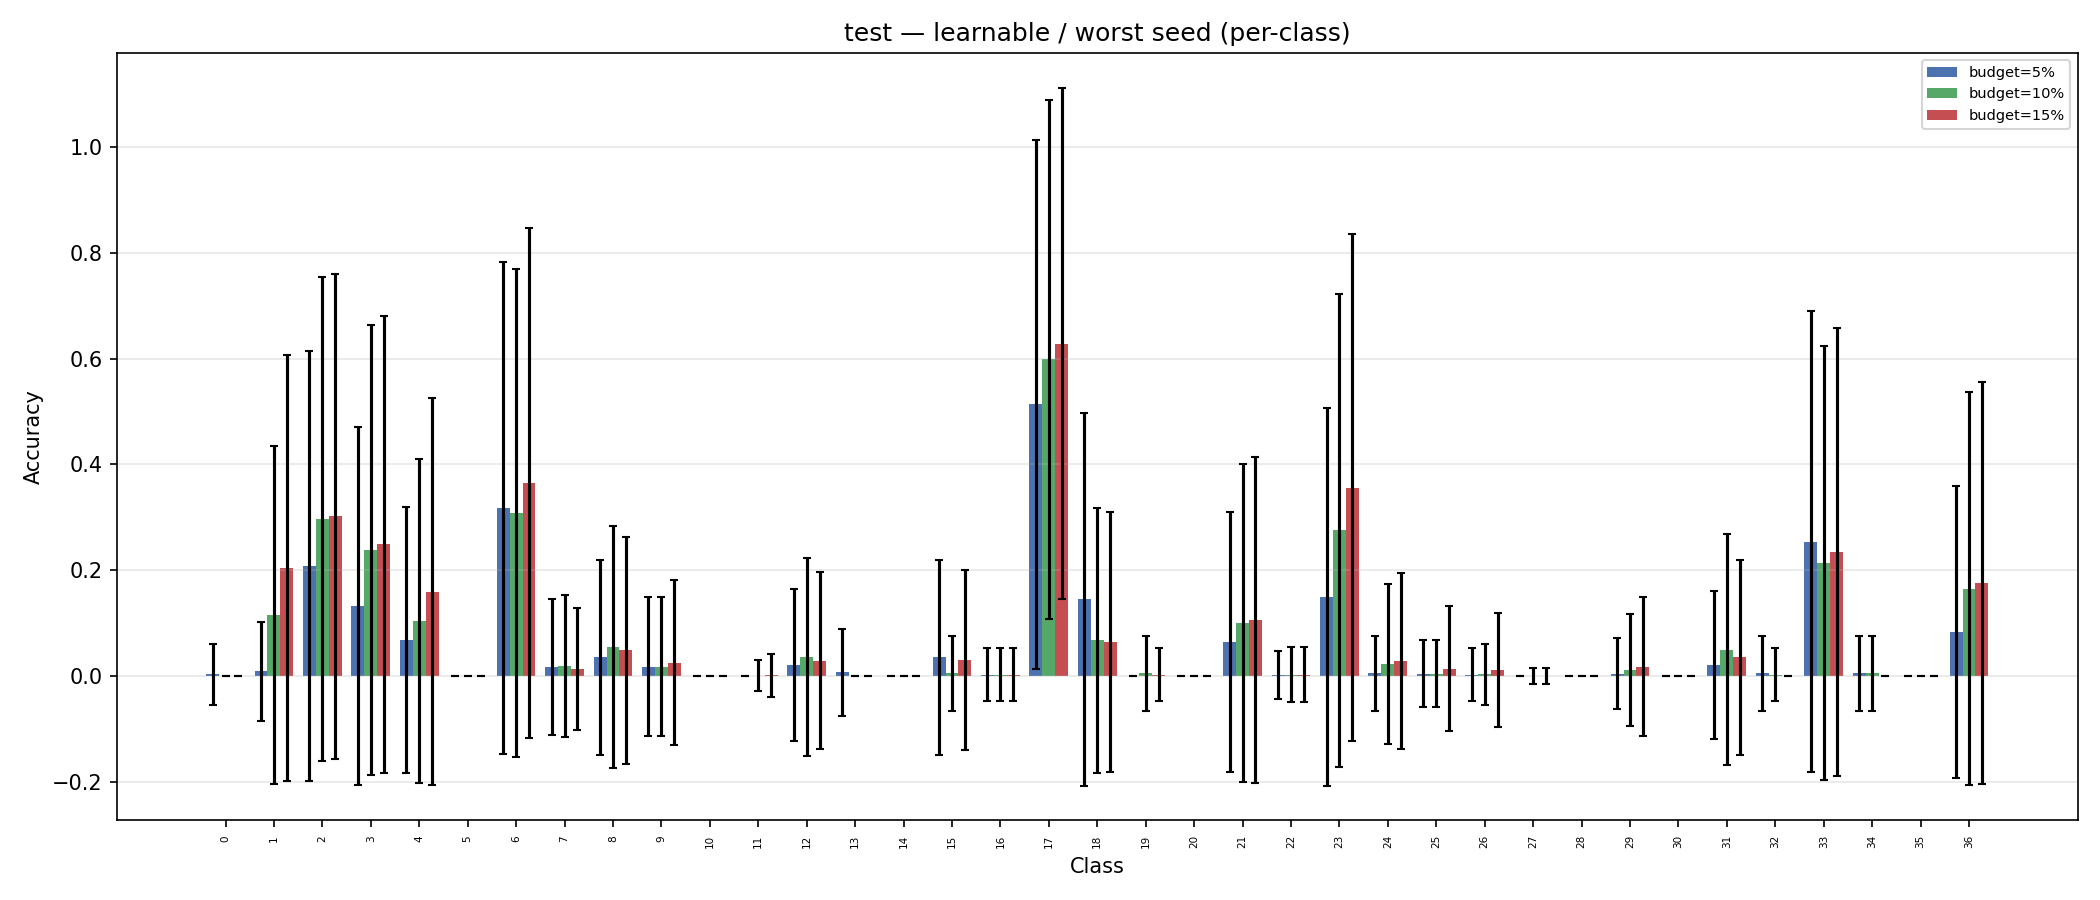 test — learnable / worst seed (per-class)
budget=5%
budget=10%
budget=15%
Accuracy
1.0
0.8
0.6
0.4
0.2
0.0
−0.2
0 1 2 3 4 5 6 7 8 9 10 11 12 13 14 15 16 17 18 19 20 21 22 23 24 25 26 27 28 29 30 31 32 33 34 35 36
Class